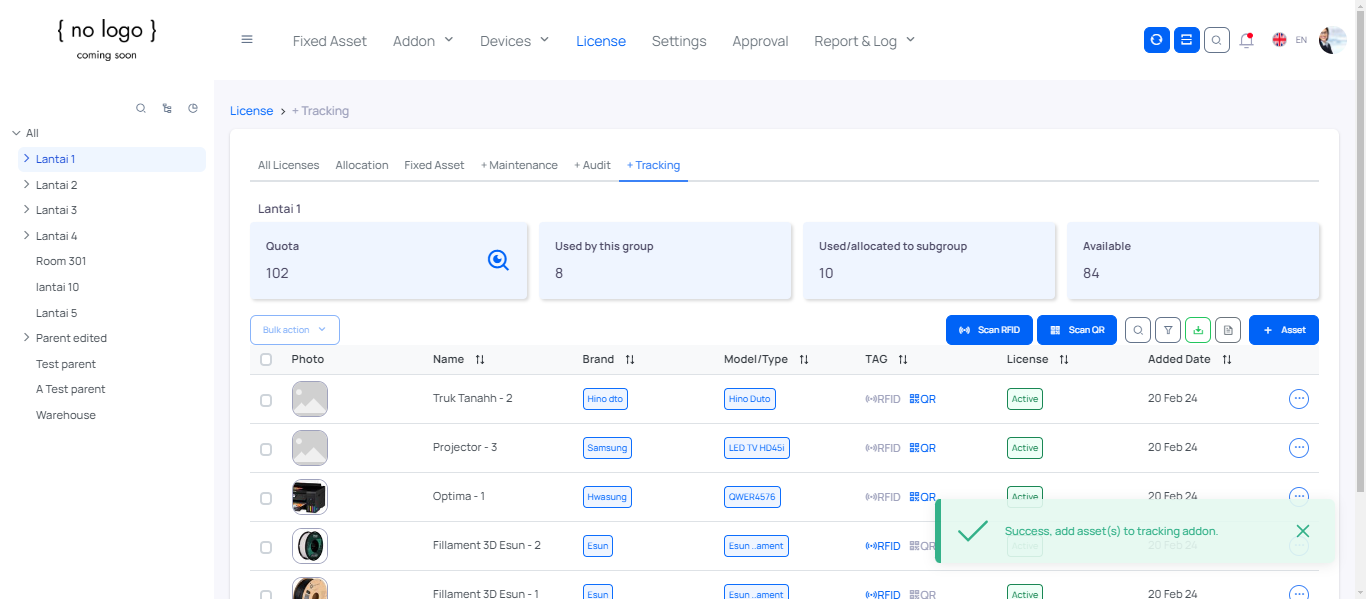 { no logo }
coming soon
Fixed Asset Addon Devices License Settings Approval Report & Log EN
All
Lantai 1
Lantai 2
Lantai 3
Lantai 4
Room 301
lantai 10
Lantai 5
Parent edited
Test parent
A Test parent
Warehouse
License > + Tracking
All Licenses Allocation Fixed Asset + Maintenance + Audit + Tracking
Lantai 1
Quota
102
Used by this group
8
Used/allocated to subgroup
10
Available
84
Bulk action Scan RFID Scan QR + Asset
Photo Name Brand Model/Type TAG License Added Date
Truk Tanahh - 2 Hino dto Hino Duto RFID QR Active 20 Feb 24
Projector - 3 Samsung LED TV HD45i RFID QR Active 20 Feb 24
Optima - 1 Hwasung QWER4576 RFID QR Active 20 Feb 24
Fillament 3D Esun - 2 Esun Esun ..ament RFID QR Active 20 Feb 24
Success, add asset(s) to tracking addon.
Fillament 3D Esun - 1 Esun Esun ..ament RFID QR Active 20 Feb 24